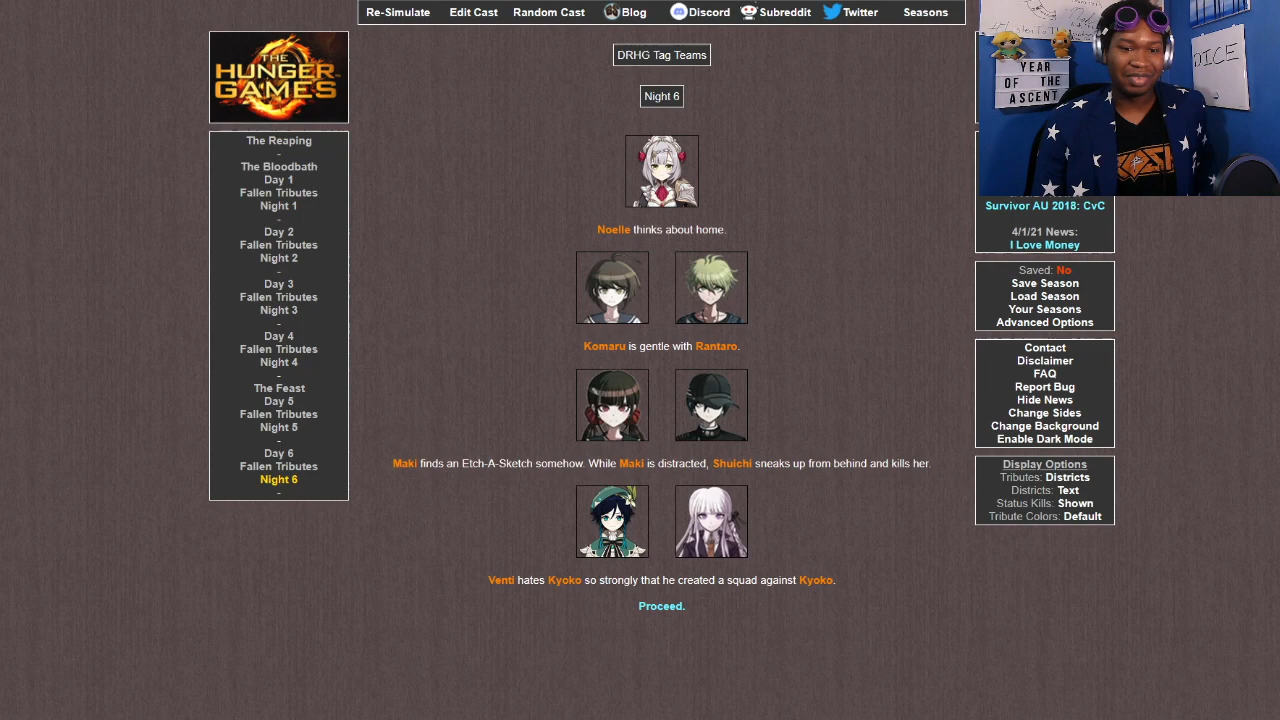 Re-Simulate Edit Cast Random Cast Blog Discord Subreddit Twitter Seasons
THE
HUNGER
GAMES
The Reaping
-
The Bloodbath
Day 1
Fallen Tributes
Night 1
-
Day 2
Fallen Tributes
Night 2
-
Day 3
Fallen Tributes
Night 3
-
Day 4
Fallen Tributes
Night 4
-
The Feast
Day 5
Fallen Tributes
Night 5
-
Day 6
Fallen Tributes
Night 6
-
DRHG Tag Teams
Night 6
Noelle thinks about home.
Komaru is gentle with Rantaro.
Maki finds an Etch-A-Sketch somehow. While Maki is distracted, Shuichi sneaks up from behind and kills her.
Venti hates Kyoko so strongly that he created a squad against Kyoko.
Proceed.
YEAR
OF THE
ASCENT
DICE
Survivor AU 2018: CvC
4/1/21 News:
I Love Money
Saved: No
Save Season
Load Season
Your Seasons
Advanced Options
Contact
Disclaimer
FAQ
Report Bug
Hide News
Change Sides
Change Background
Enable Dark Mode
Display Options
Tributes: Districts
Districts: Text
Status Kills: Shown
Tribute Colors: Default